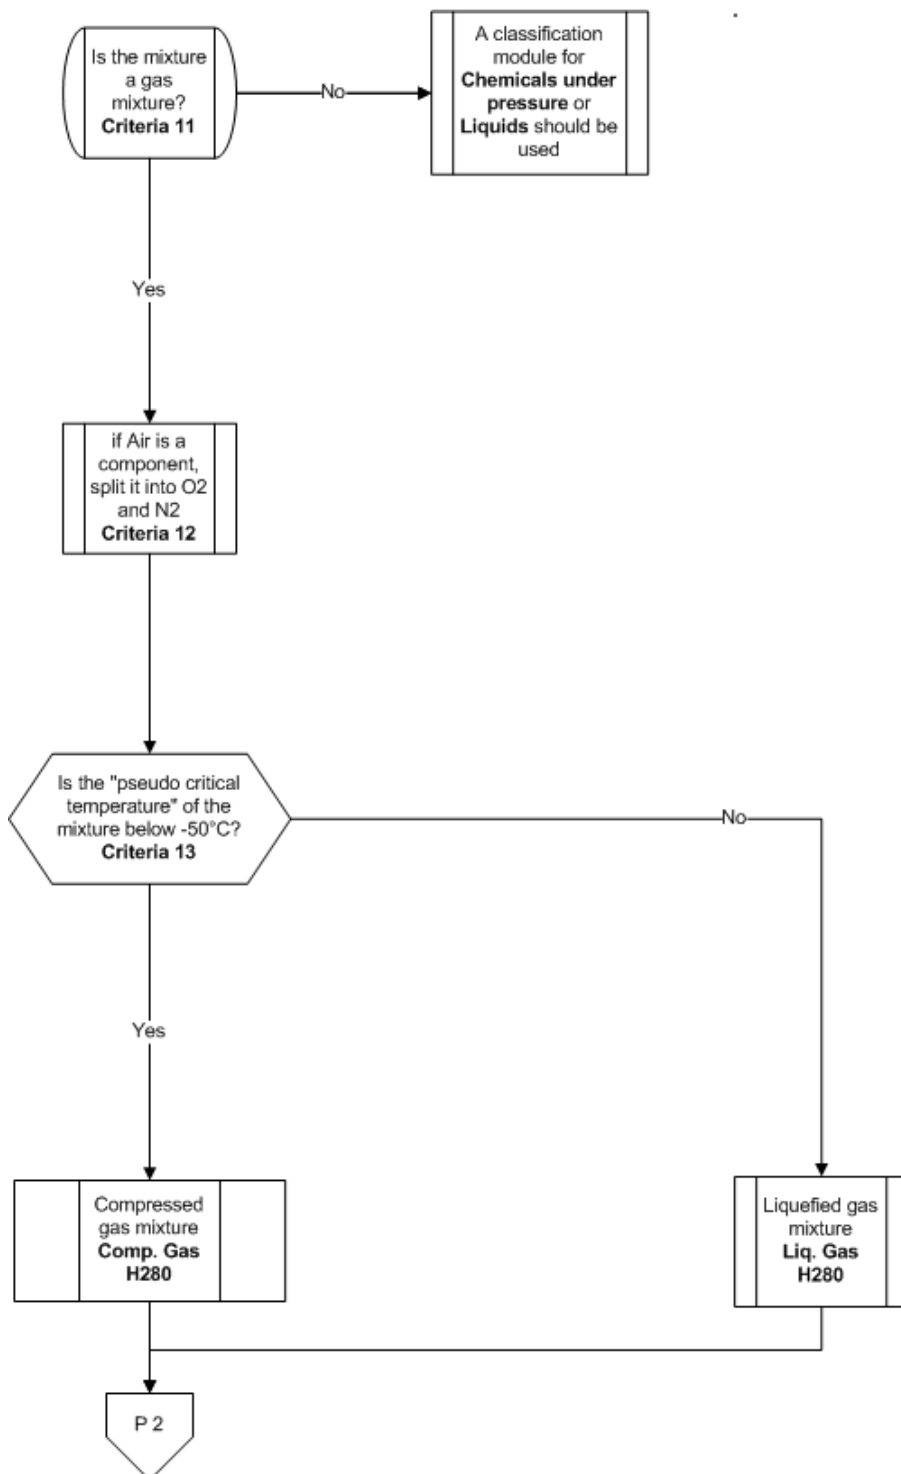 Is the mixture
a gas
mixture?
Criteria 11
No
A classification
module for
Chemicals under
pressure or
Liquids should be
used
Yes
if Air is a
component,
split it into O2
and N2
Criteria 12
Is the "pseudo critical
temperature" of the
mixture below -50°C?
Criteria 13
No
Yes
Compressed
gas mixture
Comp. Gas
H280
Liquefied gas
mixture
Liq. Gas
H280
P 2